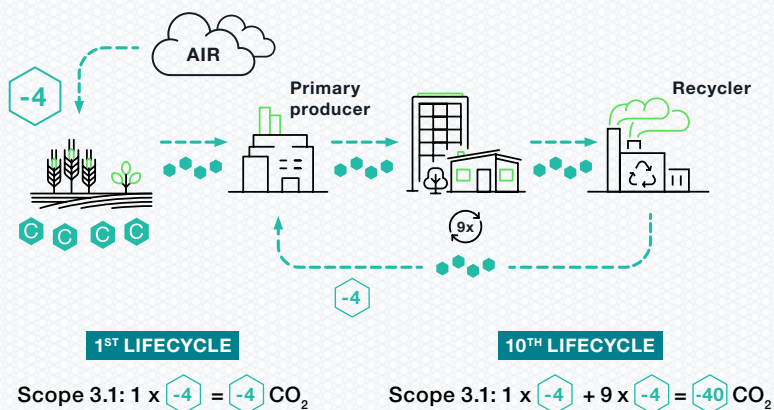 AIR
-4
Primary
producer
Recycler
C C C C
9x
-4
1ST LIFECYCLE
10TH LIFECYCLE
Scope 3.1: 1 x -4 = -4 CO2
Scope 3.1: 1 x -4 + 9 x -4 = -40 CO2